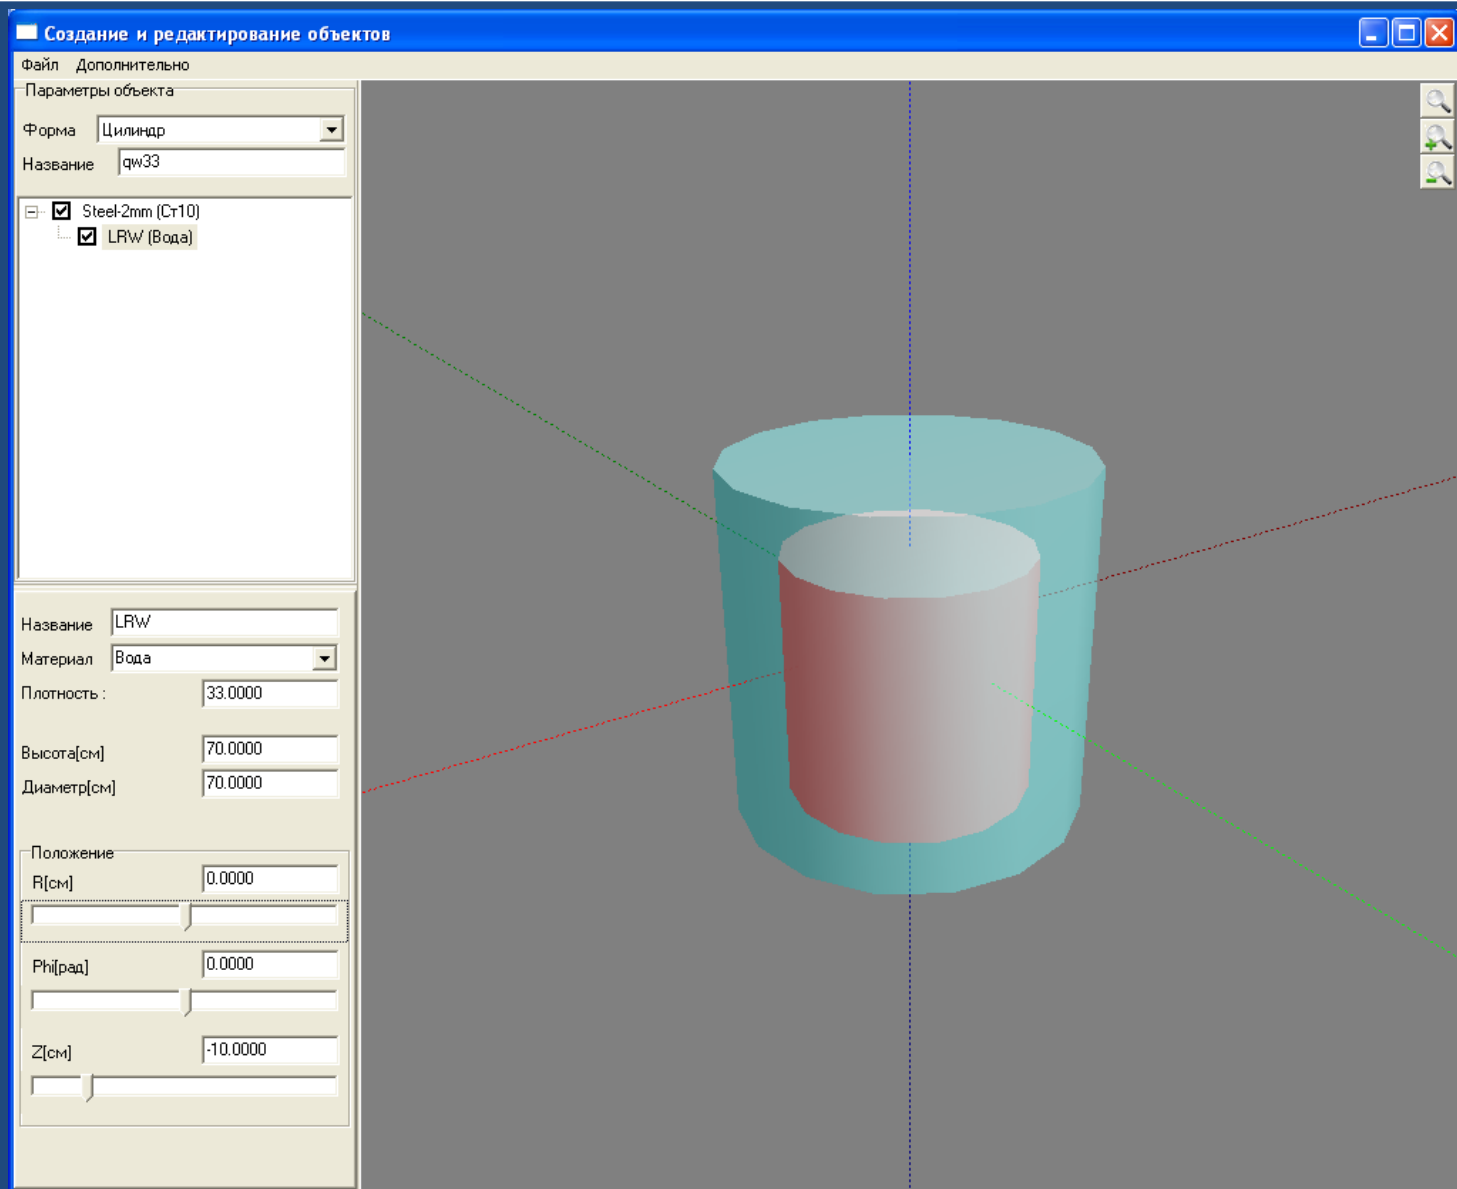 Создание и редактирование объектов
Файл Дополнительно
Параметры объекта
Форма Цилиндр
Название qw33
Steel-2mm (Ст10)
LRW (Вода)
Название LRW
Материал Вода
Плотность : 33.0000
Высота[см] 70.0000
Диаметр[см] 70.0000
Положение
R[см] 0.0000
Phi[рад] 0.0000
Z[см] -10.0000